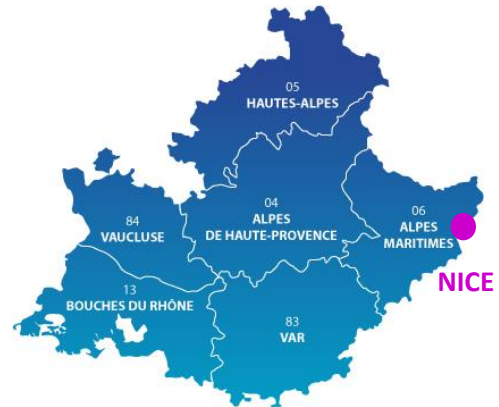 05
HAUTES-ALPES
04
ALPES
DE HAUTE-PROVENCE
84
VAUCLUSE
06
ALPES
MARITIMES
NICE
13
BOUCHES DU RHÔNE
83
VAR